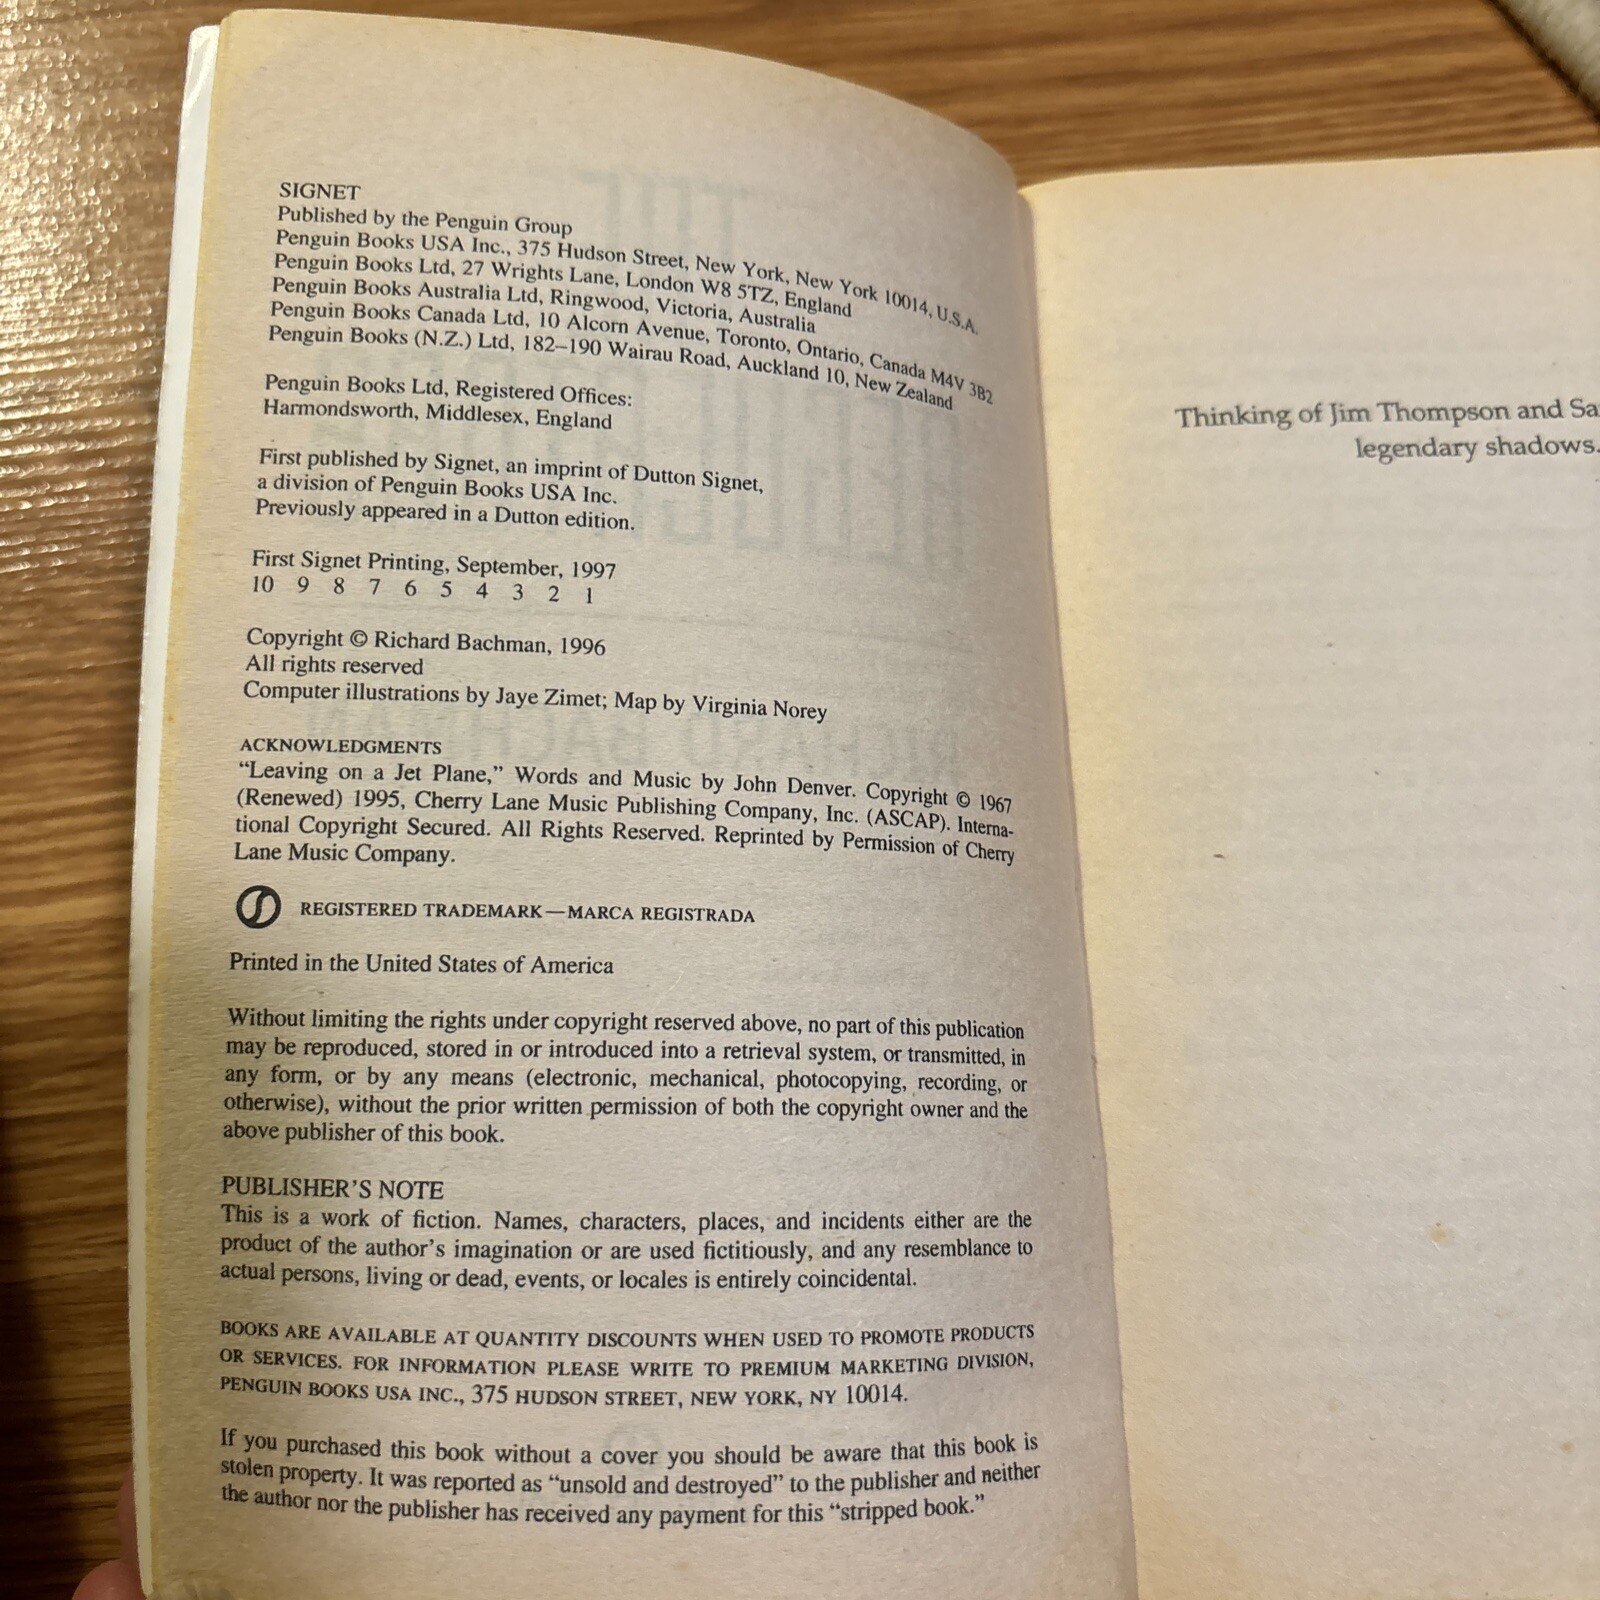 SIGNET
Published by the Penguin Group
Penguin Books USA Inc., 375 Hudson Street, New York, New York 10014, U.S.A.
Penguin Books Ltd, 27 Wrights Lane, London W8 5TZ, England
Penguin Books Australia Ltd, Ringwood, Victoria, Australia
Penguin Books Canada Ltd, 10 Alcorn Avenue, Toronto, Ontario, Canada M4V 3B2
Penguin Books (N.Z.) Ltd, 182–190 Wairau Road, Auckland 10, New Zealand
Penguin Books Ltd, Registered Offices:
Harmondsworth, Middlesex, England
First published by Signet, an imprint of Dutton Signet,
a division of Penguin Books USA Inc.
Previously appeared in a Dutton edition.
First Signet Printing, September, 1997
10 9 8 7 6 5 4 3 2 1
Copyright © Richard Bachman, 1996
All rights reserved
Computer illustrations by Jaye Zimet; Map by Virginia Norey
ACKNOWLEDGMENTS
“Leaving on a Jet Plane,” Words and Music by John Denver. Copyright © 1967
(Renewed) 1995, Cherry Lane Music Publishing Company, Inc. (ASCAP). Interna-
tional Copyright Secured. All Rights Reserved. Reprinted by Permission of Cherry
Lane Music Company.
REGISTERED TRADEMARK—MARCA REGISTRADA
Printed in the United States of America
Without limiting the rights under copyright reserved above, no part of this publication
may be reproduced, stored in or introduced into a retrieval system, or transmitted, in
any form, or by any means (electronic, mechanical, photocopying, recording, or
otherwise), without the prior written permission of both the copyright owner and the
above publisher of this book.
PUBLISHER’S NOTE
This is a work of fiction. Names, characters, places, and incidents either are the
product of the author’s imagination or are used fictitiously, and any resemblance to
actual persons, living or dead, events, or locales is entirely coincidental.
BOOKS ARE AVAILABLE AT QUANTITY DISCOUNTS WHEN USED TO PROMOTE PRODUCTS
OR SERVICES. FOR INFORMATION PLEASE WRITE TO PREMIUM MARKETING DIVISION,
PENGUIN BOOKS USA INC., 375 HUDSON STREET, NEW YORK, NY 10014.
If you purchased this book without a cover you should be aware that this book is
stolen property. It was reported as “unsold and destroyed” to the publisher and neither
the author nor the publisher has received any payment for this “stripped book.”
Thinking of Jim Thompson and
legendary shadows.